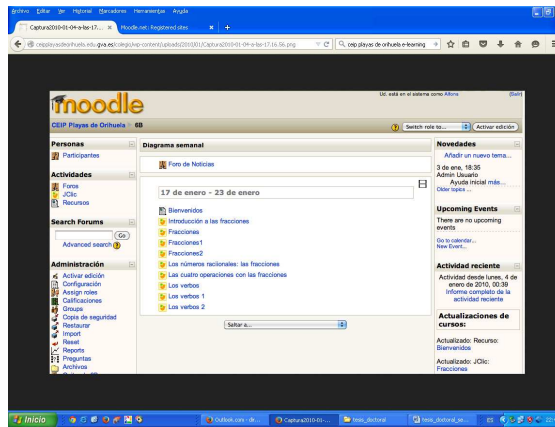 Archivo Editar Ver Historial Marcadores Herramientas Ayuda
Captura2010-01-04-a-las-17... ×
Moodle.net: Registered sites ×
+
ceipplayasdeorihuela.edu.gva.es/colegio/wp-content/uploads/2010/01/Captura2010-01-04-a-las-17.16.56.png
ceip playas de orihuela e-learning
moodle
Ud. está en el sistema como Alfons (Salir)
CEIP Playas de Orihuela 6B
Switch role to...
Activar edición
Personas
Participantes
Actividades
Foros
JClic
Recursos
Search Forums
Go
Advanced search
Administración
Activar edición
Configuración
Assign roles
Calificaciones
Groups
Copia de seguridad
Restaurar
Import
Reset
Reports
Preguntas
Archivos
Diagrama semanal
Foro de Noticias
17 de enero - 23 de enero
Bienvenidos
Introducción a las fracciones
Fracciones
Fracciones1
Fracciones2
Los números racionales: las fracciones
Las cuatro operaciones con las fracciones
Los verbos
Los verbos 1
Los verbos 2
Saltar a...
Novedades
Añadir un nuevo tema...
3 de ene, 18:35
Admin Usuario
Ayuda inicial más...
Older topics ...
Upcoming Events
There are no upcoming
events
Go to calendar...
New Event...
Actividad reciente
Actividad desde lunes, 4 de
enero de 2010, 00:39
Informe completo de la
actividad reciente
Actualizaciones de
cursos:
Actualizado: Recurso:
Bienvenidos
Actualizado: JClic:
Fracciones
Inicio
Outlook.com - dir...
Captura2010-01-...
tesis_doctoral
tesis_doctoral_se...
ES